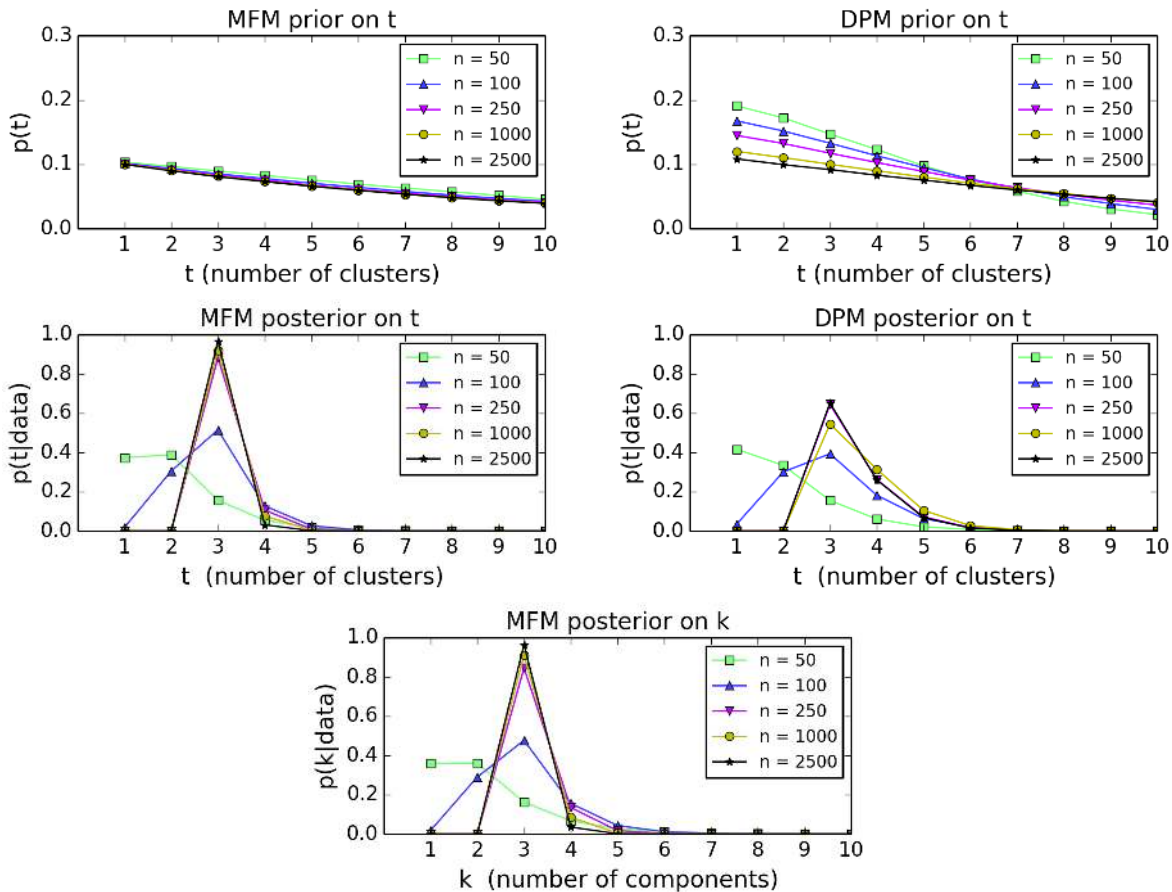 MFM prior on t
0.3
0.2
0.1
0.0
p(t)
n = 50
n = 100
n = 250
n = 1000
n = 2500
1 2 3 4 5 6 7 8 9 10
t (number of clusters)
DPM prior on t
0.3
0.2
0.1
0.0
p(t)
n = 50
n = 100
n = 250
n = 1000
n = 2500
1 2 3 4 5 6 7 8 9 10
t (number of clusters)
MFM posterior on t
1.0
0.8
0.6
0.4
0.2
0.0
p(t|data)
n = 50
n = 100
n = 250
n = 1000
n = 2500
1 2 3 4 5 6 7 8 9 10
t (number of clusters)
DPM posterior on t
1.0
0.8
0.6
0.4
0.2
0.0
p(t|data)
n = 50
n = 100
n = 250
n = 1000
n = 2500
1 2 3 4 5 6 7 8 9 10
t (number of clusters)
MFM posterior on k
1.0
0.8
0.6
0.4
0.2
0.0
p(k|data)
n = 50
n = 100
n = 250
n = 1000
n = 2500
1 2 3 4 5 6 7 8 9 10
k (number of components)